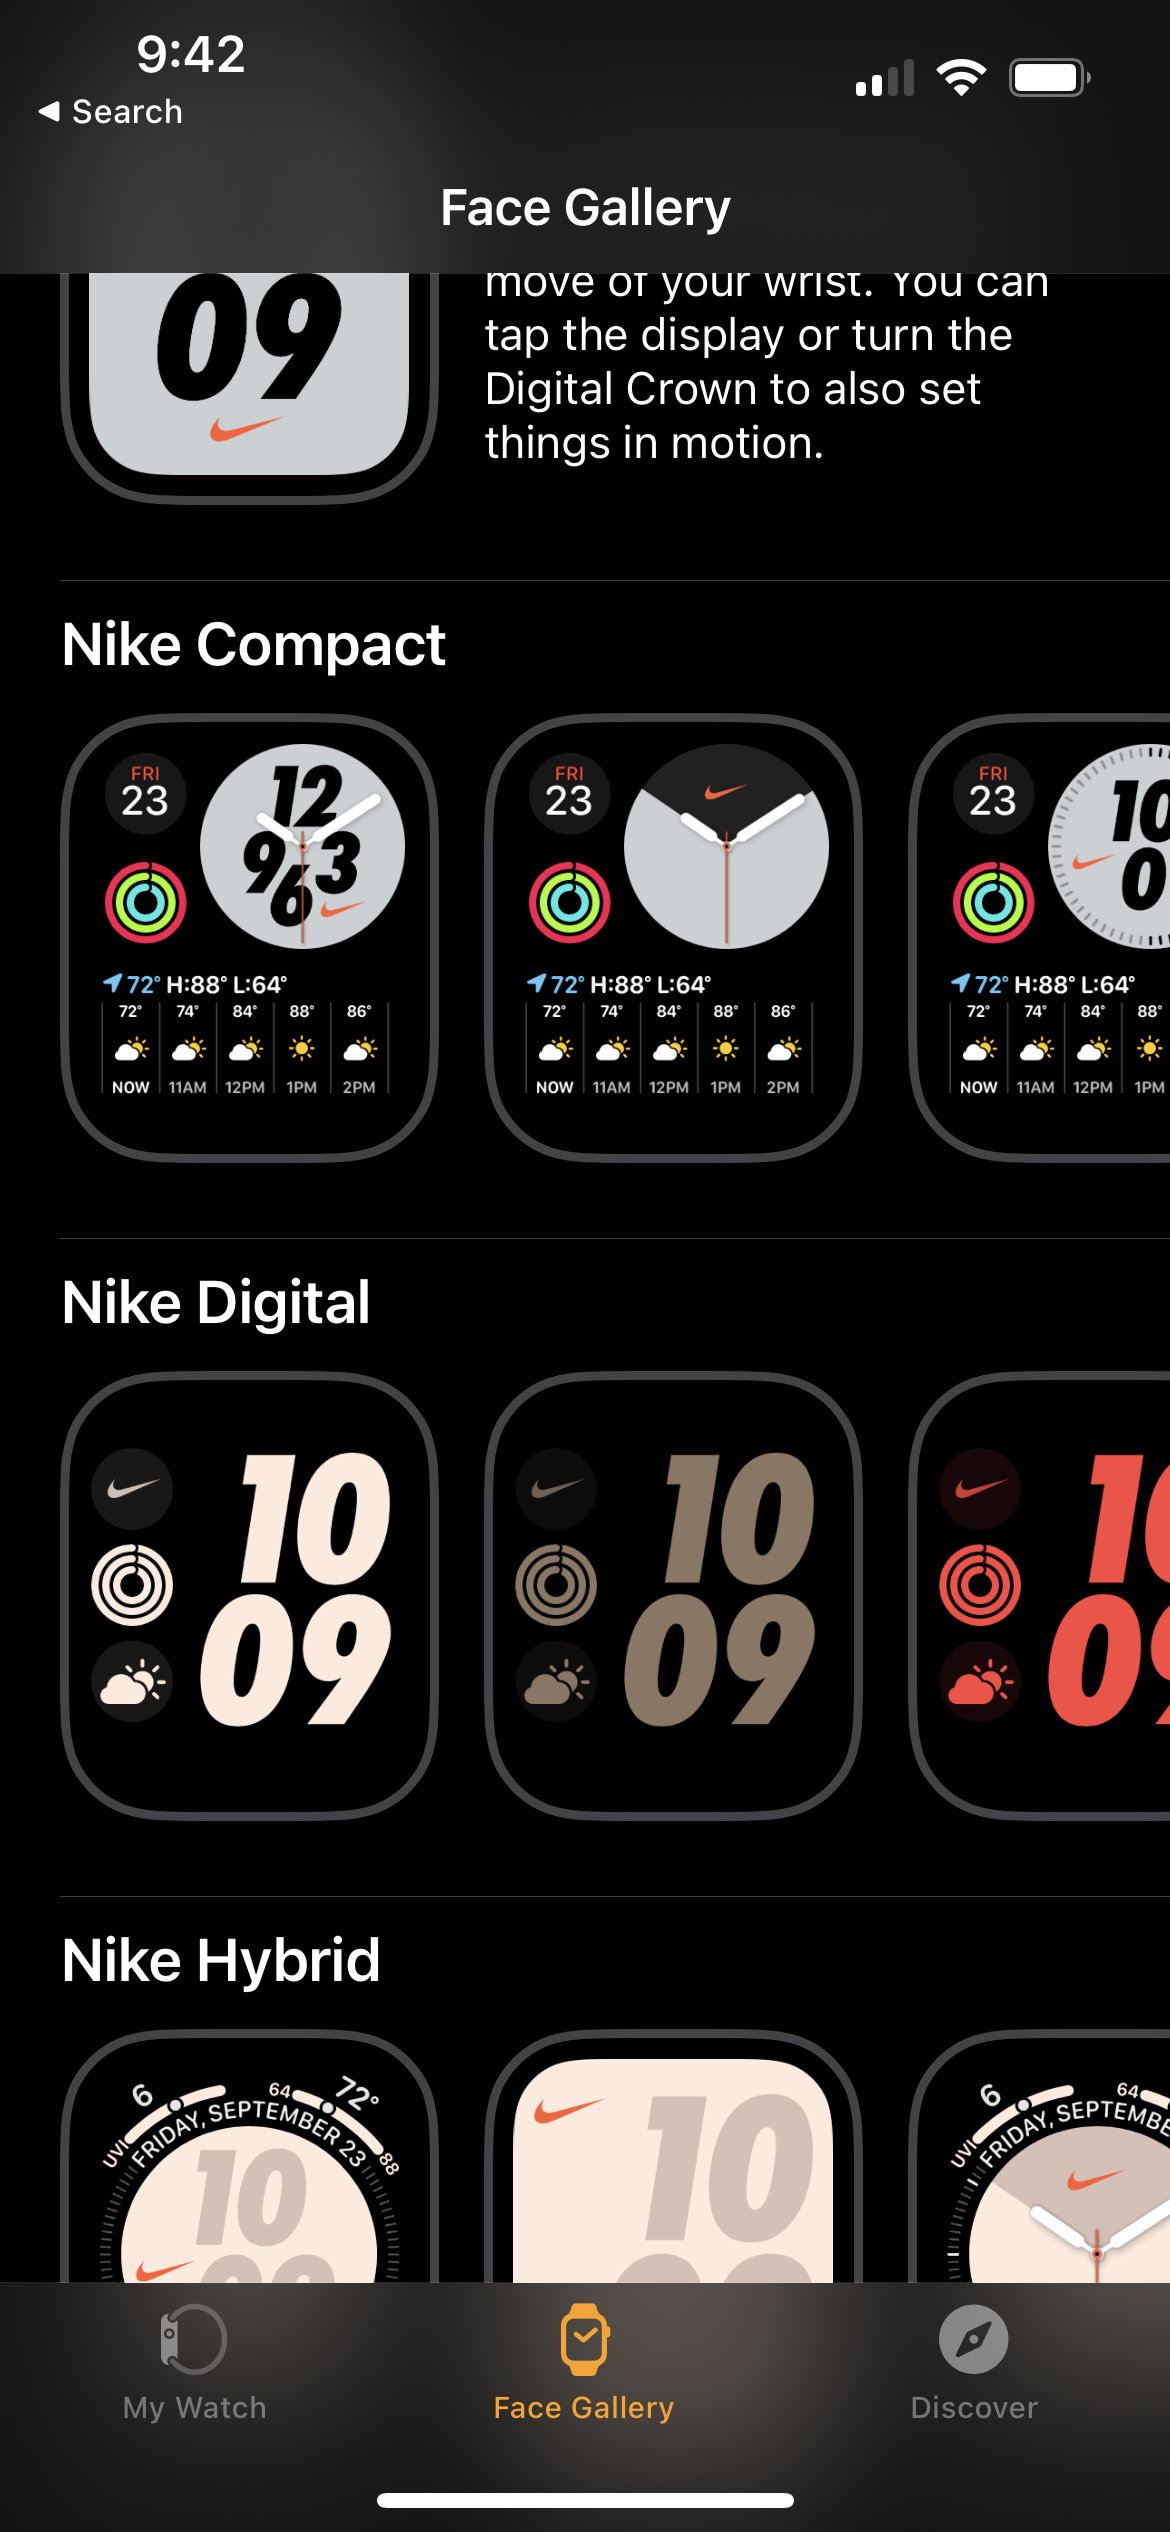 9:42
Search
Face Gallery
09
move of your wrist. You can
tap the display or turn the
Digital Crown to also set
things in motion.
Nike Compact
FRI
23
12
9 3
6
72° H:88° L:64°
72° 74° 84° 88° 86°
NOW 11AM 12PM 1PM 2PM
FRI
23
72° H:88° L:64°
72° 74° 84° 88° 86°
NOW 11AM 12PM 1PM 2PM
FRI
23
10
0
72° H:88° L:64°
72° 74° 84° 88°
NOW 11AM 12PM 1PM
Nike Digital
10
09
10
09
10
09
Nike Hybrid
6 64 72° 88
UVI
FRIDAY, SEPTEMBER 23
10
10
6 64
UVI
FRIDAY, SEPTEMBE
My Watch
Face Gallery
Discover